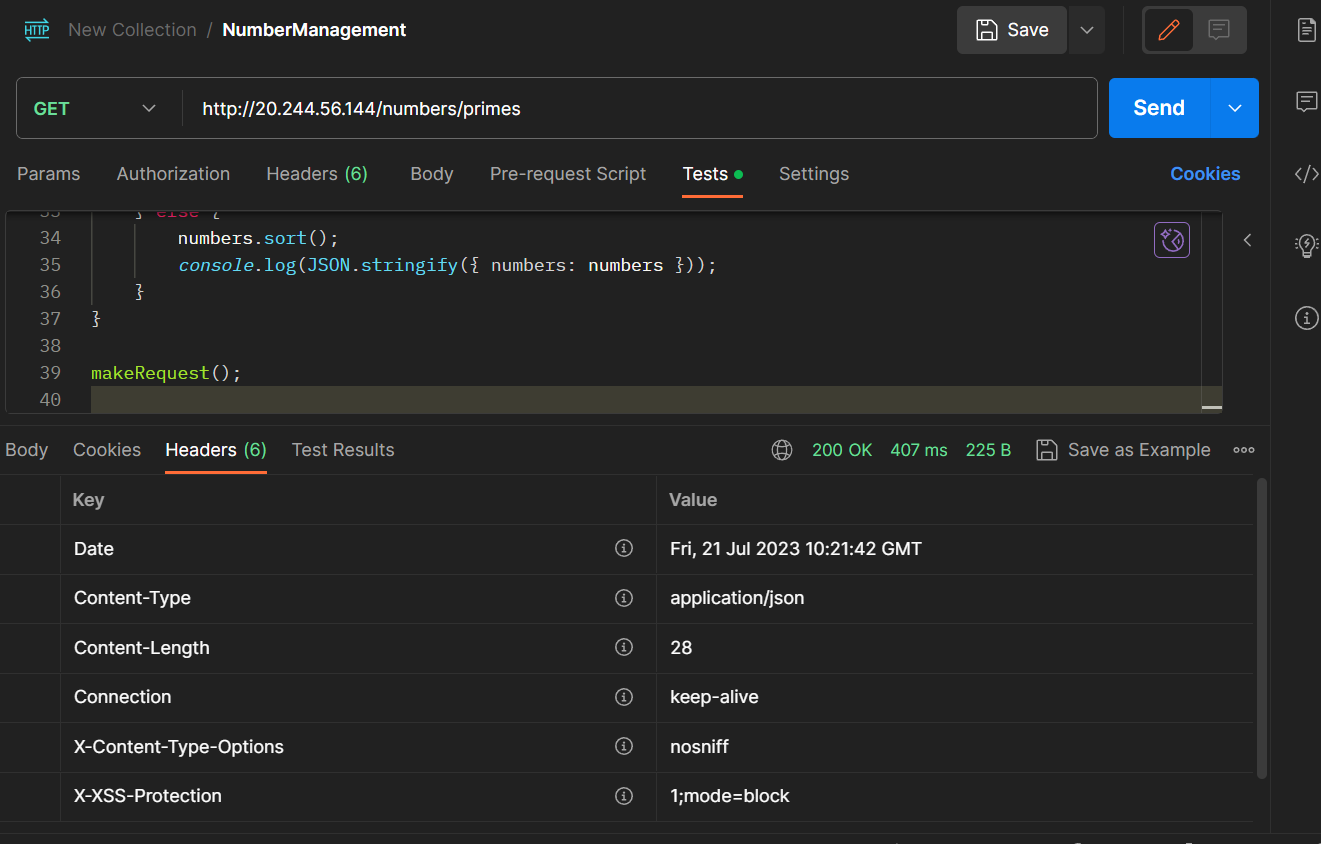 HTTP New Collection / NumberManagement Save
GET http://20.244.56.144/numbers/primes Send
Params Authorization Headers (6) Body Pre-request Script Tests Settings Cookies
33 } else {
34 numbers.sort();
35 console.log(JSON.stringify({ numbers: numbers }));
36 }
37 }
38
39 makeRequest();
40
Body Cookies Headers (6) Test Results 200 OK 407 ms 225 B Save as Example
Key Value
Date Fri, 21 Jul 2023 10:21:42 GMT
Content-Type application/json
Content-Length 28
Connection keep-alive
X-Content-Type-Options nosniff
X-XSS-Protection 1;mode=block